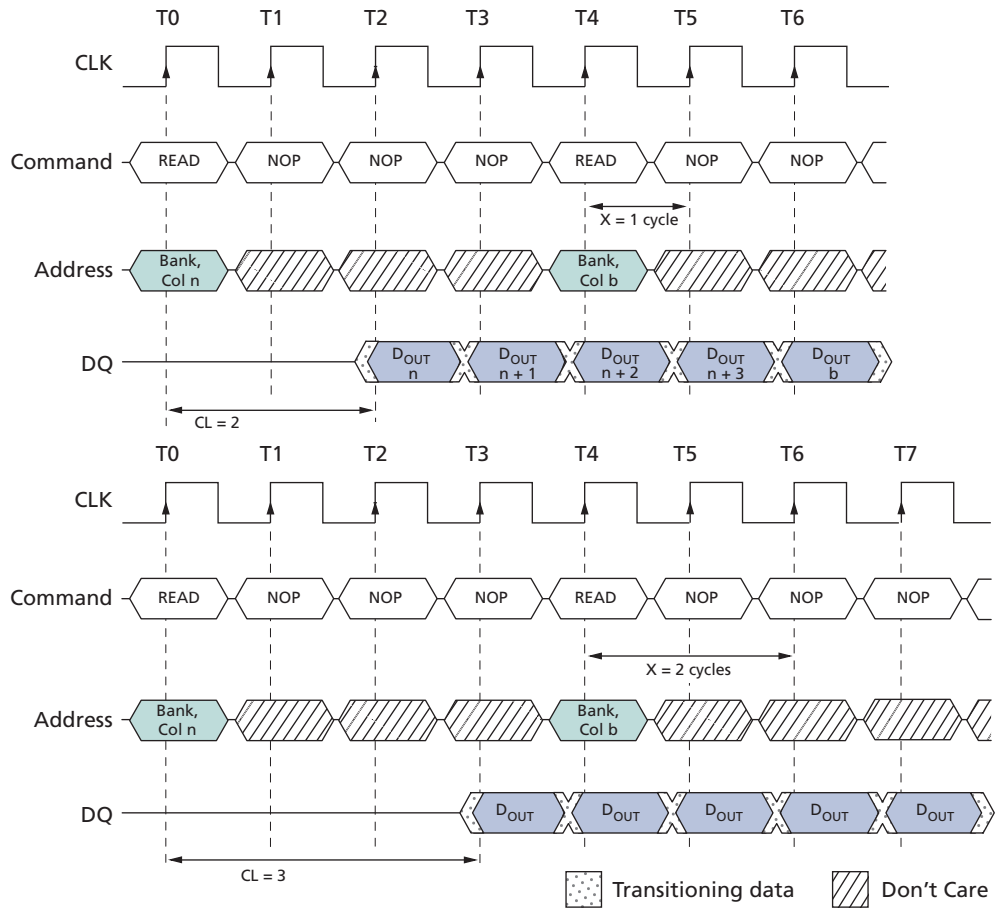 T0 T1 T2 T3 T4 T5 T6
CLK
Command READ NOP NOP NOP READ NOP NOP
X = 1 cycle
Address Bank, Col n Bank, Col b
DQ DOUT n DOUT n + 1 DOUT n + 2 DOUT n + 3 DOUT b
CL = 2
T0 T1 T2 T3 T4 T5 T6 T7
CLK
Command READ NOP NOP NOP READ NOP NOP NOP
X = 2 cycles
Address Bank, Col n Bank, Col b
DQ DOUT DOUT DOUT DOUT DOUT
CL = 3
Transitioning data Don't Care